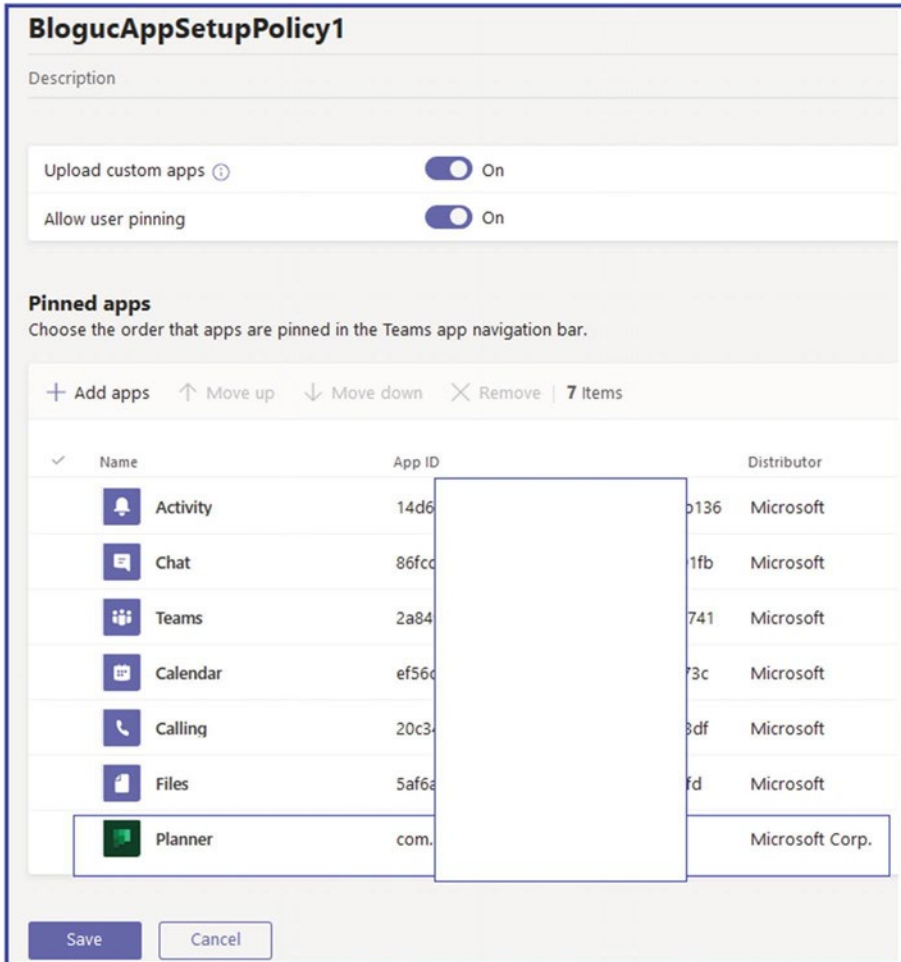 BlogucAppSetupPolicy1
Description
Upload custom apps On
Allow user pinning On
Pinned apps
Choose the order that apps are pinned in the Teams app navigation bar.
Add apps Move up Move down Remove 7 Items
Name App ID Distributor
Activity 14d6 b136 Microsoft
Chat 86fcd 1fb Microsoft
Teams 2a84 741 Microsoft
Calendar ef56c 73c Microsoft
Calling 20c34 3df Microsoft
Files 5af6a fd Microsoft
Planner com. Microsoft Corp.
Save Cancel